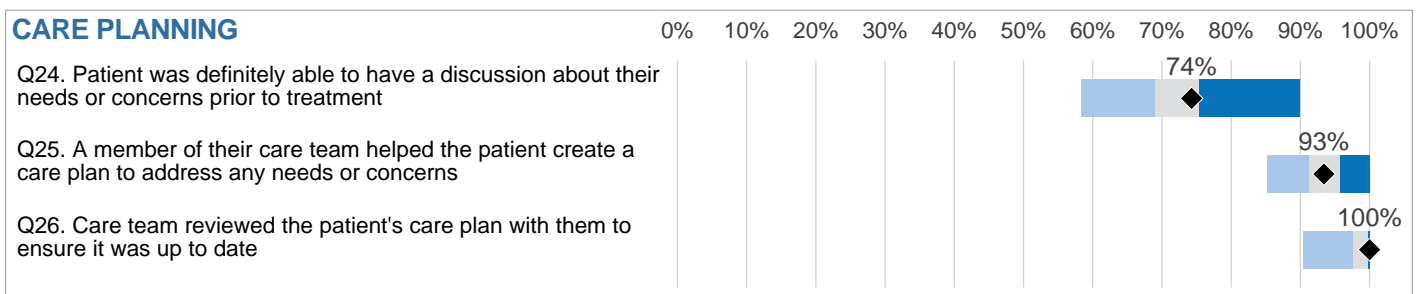 CARE PLANNING 0% 10% 20% 30% 40% 50% 60% 70% 80% 90% 100%
Q24. Patient was definitely able to have a discussion about their
needs or concerns prior to treatment
74%
Q25. A member of their care team helped the patient create a
care plan to address any needs or concerns
93%
Q26. Care team reviewed the patient's care plan with them to
ensure it was up to date
100%